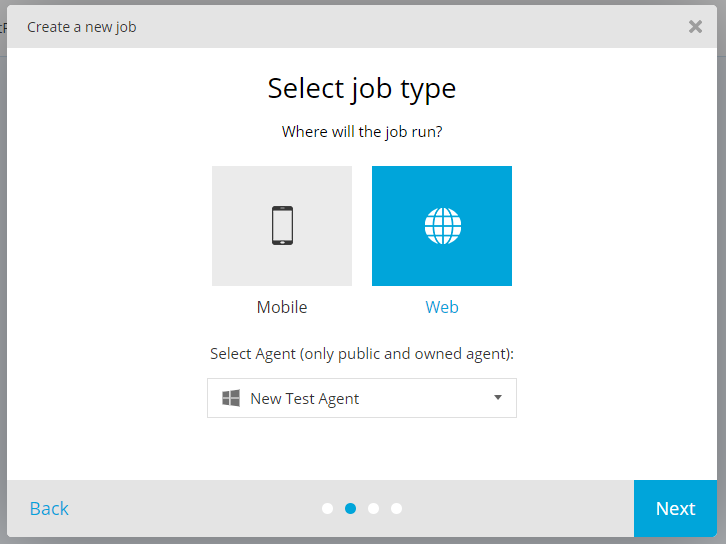 Create a new job
Select job type
Where will the job run?
Mobile
Web
Select Agent (only public and owned agent):
New Test Agent
Back
Next